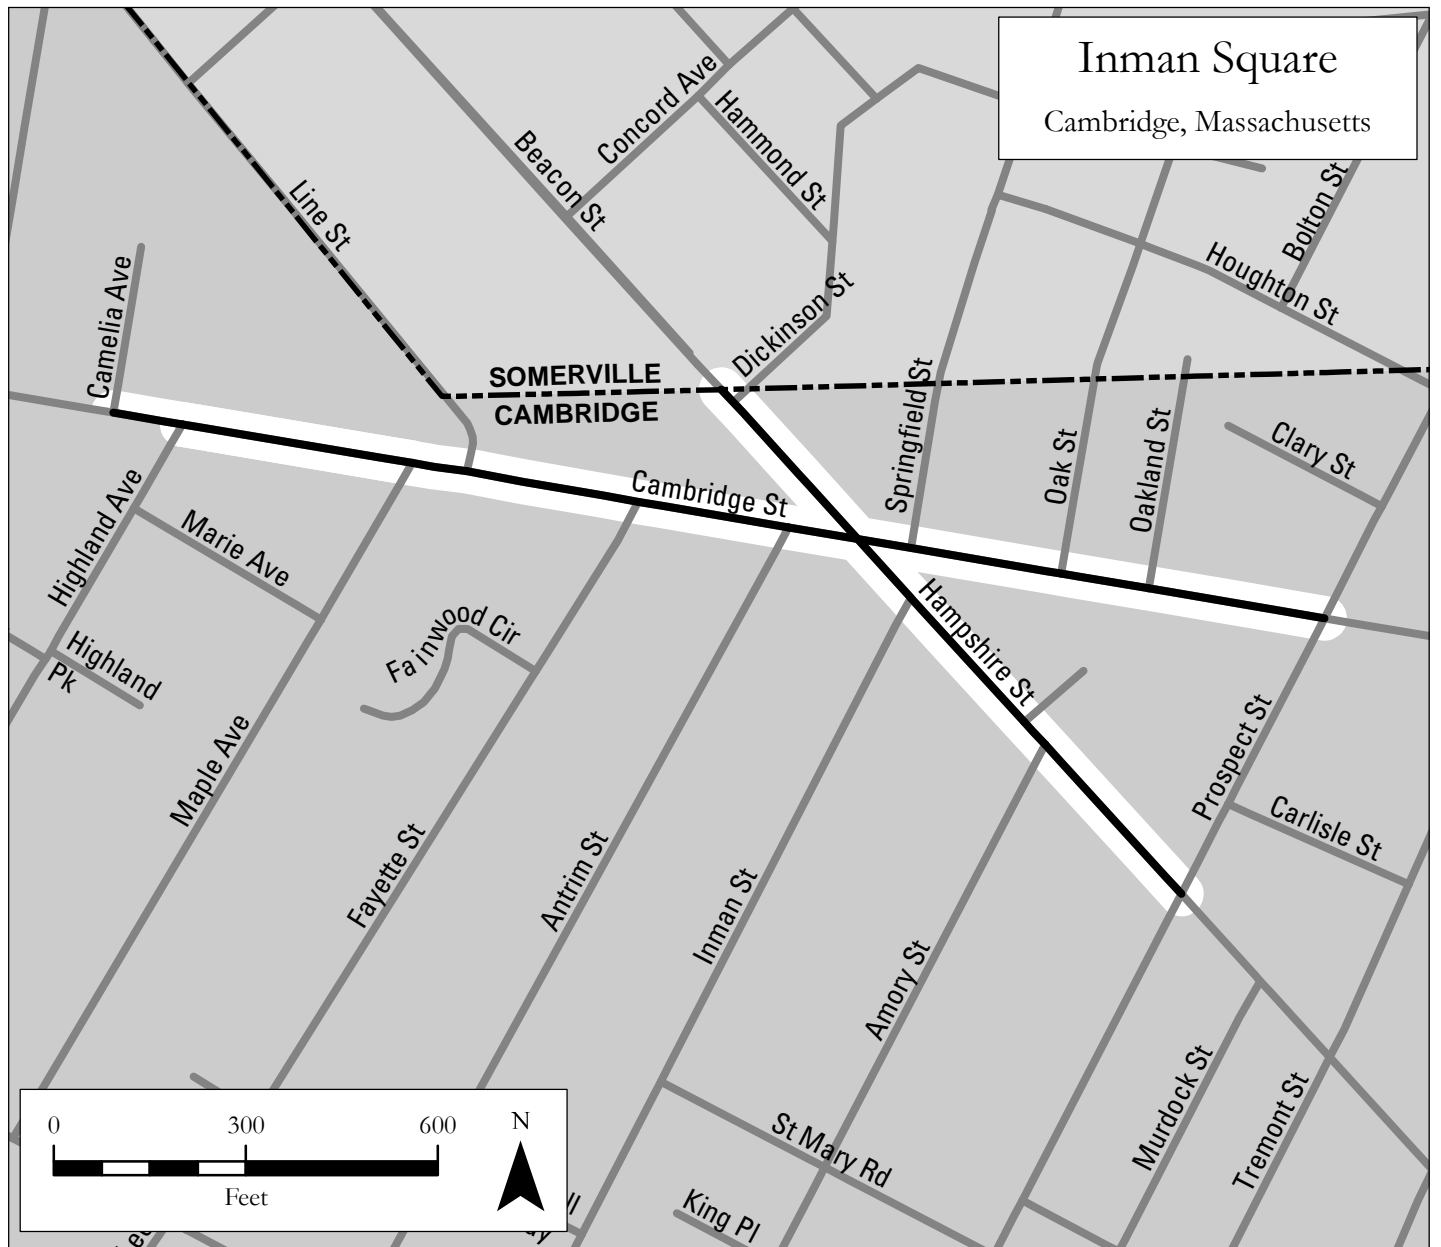 Inman Square
Cambridge, Massachusetts
Concord Ave
Hammond St
Beacon St
Line St
Bolton St
Houghton St
Camelia Ave
Dickinson St
SOMERVILLE
CAMBRIDGE
Springfield St
Oak St
Oakland St
Clary St
Cambridge St
Highland Ave
Marie Ave
Hampshire St
Fainwood Cir
Highland
Pk
Maple Ave
Prospect St
Carlisle St
Fayette St
Antrim St
Inman St
Amory St
Murdock St
Tremont St
St Mary Rd
King Pl
0 300 600
Feet
N